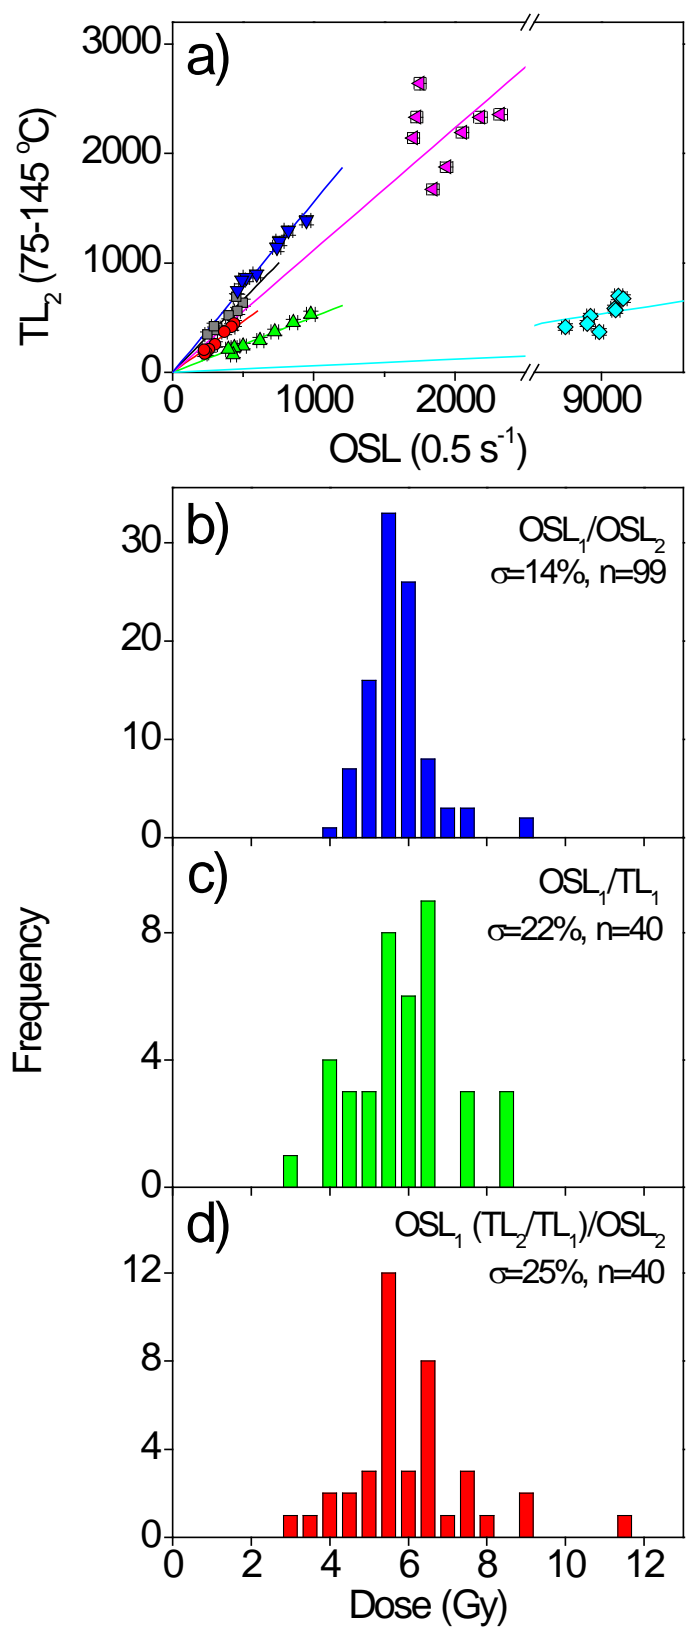 a)
3000
2000
1000
0
TL2 (75-145 °C)
0 1000 2000 9000
OSL (0.5 s-1)
b)
OSL1/OSL2
σ=14%, n=99
30
20
10
0
c)
OSL1/TL1
σ=22%, n=40
8
4
0
Frequency
d)
OSL1 (TL2/TL1)/OSL2
σ=25%, n=40
12
8
4
0
0 2 4 6 8 10 12
Dose (Gy)